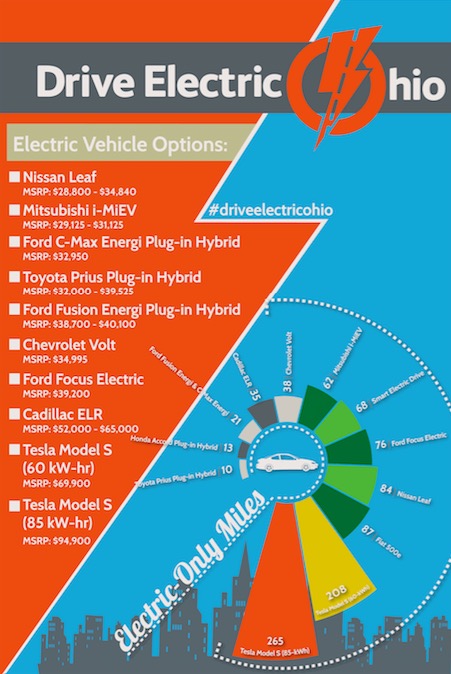 Drive Electric Ohio
Electric Vehicle Options:
Nissan Leaf
MSRP: $28,800 - $34,840
Mitsubishi i-MiEV
MSRP: $29,125 - $31,125
Ford C-Max Energi Plug-in Hybrid
MSRP: $32,950
Toyota Prius Plug-in Hybrid
MSRP: $32,000 - $39,525
Ford Fusion Energi Plug-in Hybrid
MSRP: $38,700 - $40,100
Chevrolet Volt
MSRP: $34,995
Ford Focus Electric
MSRP: $39,200
Cadillac ELR
MSRP: $52,000 - $65,000
Tesla Model S
(60 kW-hr)
MSRP: $69,900
Tesla Model S
(85 kW-hr)
MSRP: $94,900
#driveelectricohio
Toyota Prius Plug-in Hybrid 10
Honda Accord Plug-in Hybrid 13
Ford Fusion Energi & C-Max Energi 21
Cadillac ELR 35
38 Chevrolet Volt
62 Mitsubishi i-MiEV
68 Smart Electric Drive
76 Ford Focus Electric
84 Nissan Leaf
87 Fiat 500e
208
Tesla Model S (60-kWh)
265
Tesla Model S (85-kWh)
Electric-Only Miles